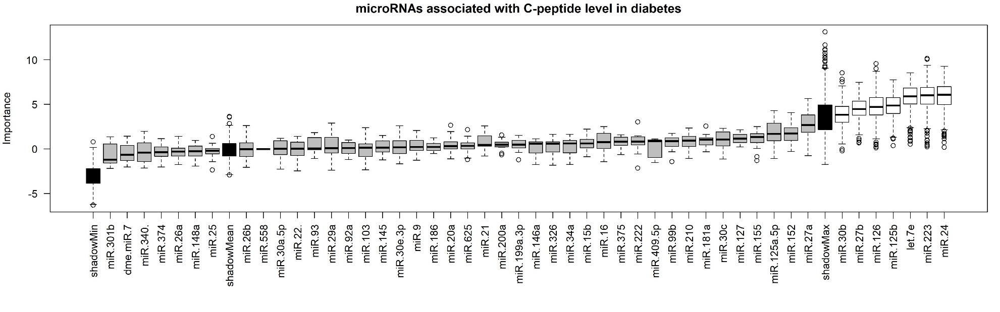 microRNAs associated with C-peptide level in diabetes
Importance
10
5
0
-5
shadowMin
miR.301b
dme.miR.7
miR.340.
miR.374
miR.26a
miR.148a
miR.25
shadowMean
miR.26b
miR.558
miR.30a.5p
miR.22.
miR.93
miR.29a
miR.92a
miR.103
miR.145
miR.30e.3p
miR.9
miR.186
miR.20a
miR.625
miR.21
miR.200a
miR.199a.3p
miR.146a
miR.326
miR.34a
miR.15b
miR.16
miR.375
miR.222
miR.409.5p
miR.99b
miR.210
miR.181a
miR.30c
miR.127
miR.155
miR.125a.5p
miR.152
miR.27a
shadowMax
miR.30b
miR.27b
miR.126
miR.125b
let.7e
miR.223
miR.24